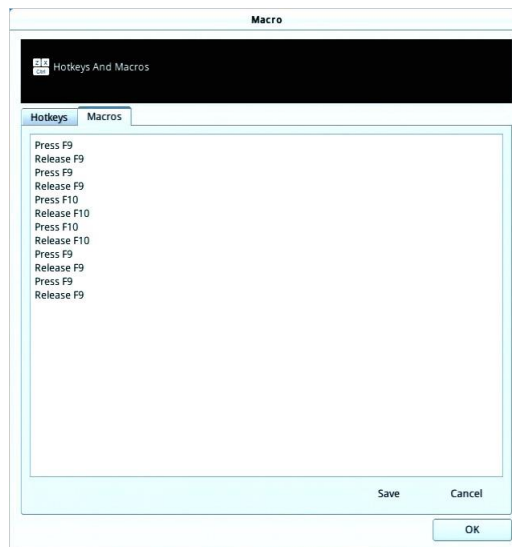 Macro
Z X
Ctrl
Hotkeys And Macros
Hotkeys Macros
Press F9
Release F9
Press F9
Release F9
Press F10
Release F10
Press F10
Release F10
Press F9
Release F9
Press F9
Release F9
Save Cancel
OK